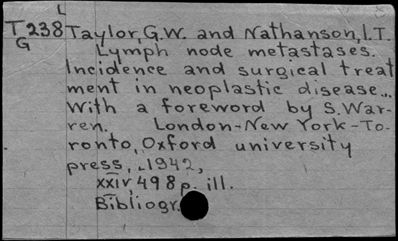 L
T 238 Taylor, G.W. and Nathanson, I.T.
G Lymph node metastases.
Incidence and surgical treat
ment in neoplastic disease...
With a foreword by S. War-
ren. London-New York-To-
ronto, Oxford university
press, 1942,
xxiv, 498 p. ill.
Bibliogr.